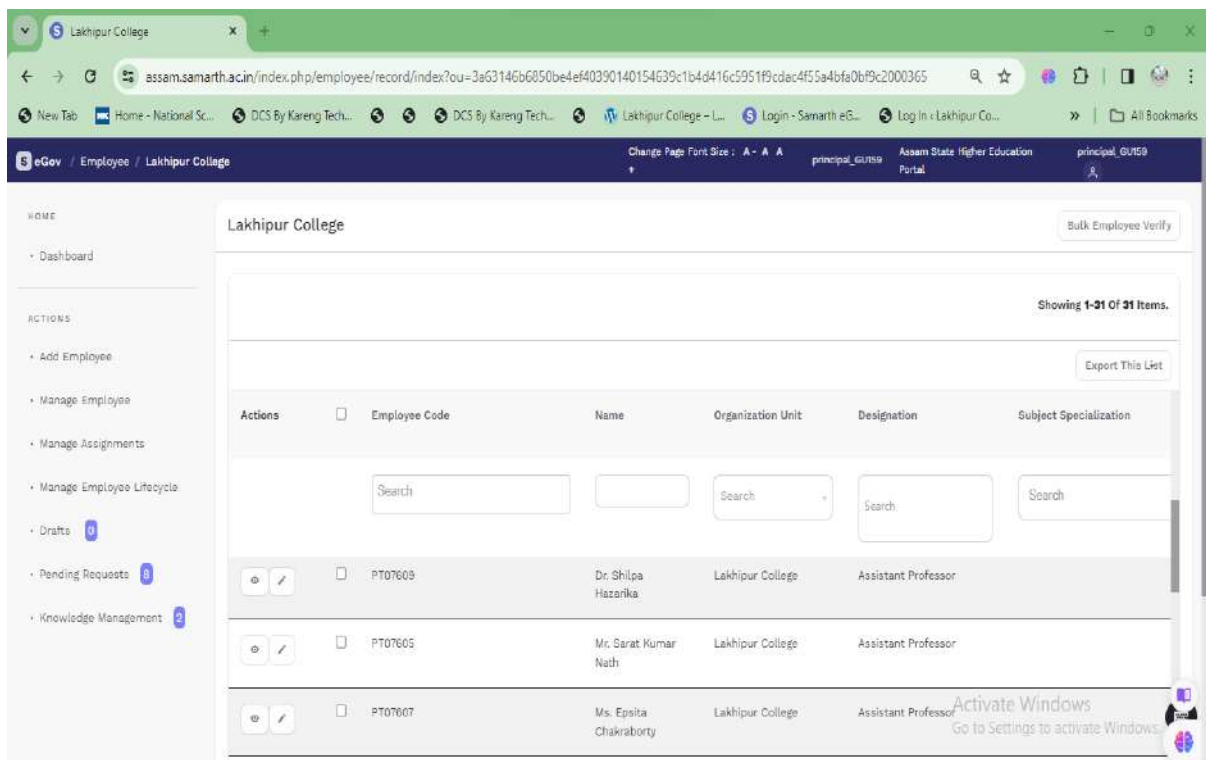 Lakhipur College
assam.samarth.ac.in/index.php/employee/record/index?ou=3a63146b6850be4ef40390140154639c1b4d416c5951f9cdac4f55a4bfa0bf9c2000365
New Tab Home - National Sc... DCS By Kareng Tech... DCS By Kareng Tech... Lakhipur College – L... Login - Samarth eG... Log In ‹ Lakhipur Co... » All Bookmarks
eGov / Employee / Lakhipur College
Change Page Font Size : A - A A
+
principal_GU159
Assam State Higher Education
Portal
principal_GU159
HOME
Dashboard
ACTIONS
Add Employee
Manage Employee
Manage Assignments
Manage Employee Lifecycle
Drafts 0
Pending Requests 8
Knowledge Management 2
Lakhipur College
Bulk Employee Verify
Showing 1-31 Of 31 Items.
Export This List
Actions Employee Code Name Organization Unit Designation Subject Specialization
Search Search Search Search
PT07609 Dr. Shilpa Lakhipur College Assistant Professor
Hazarika
PT07605 Mr. Sarat Kumar Lakhipur College Assistant Professor
Nath
PT07607 Ms. Epsita Lakhipur College Assistant Professor
Chakraborty
Activate Windows
Go to Settings to activate Windows.